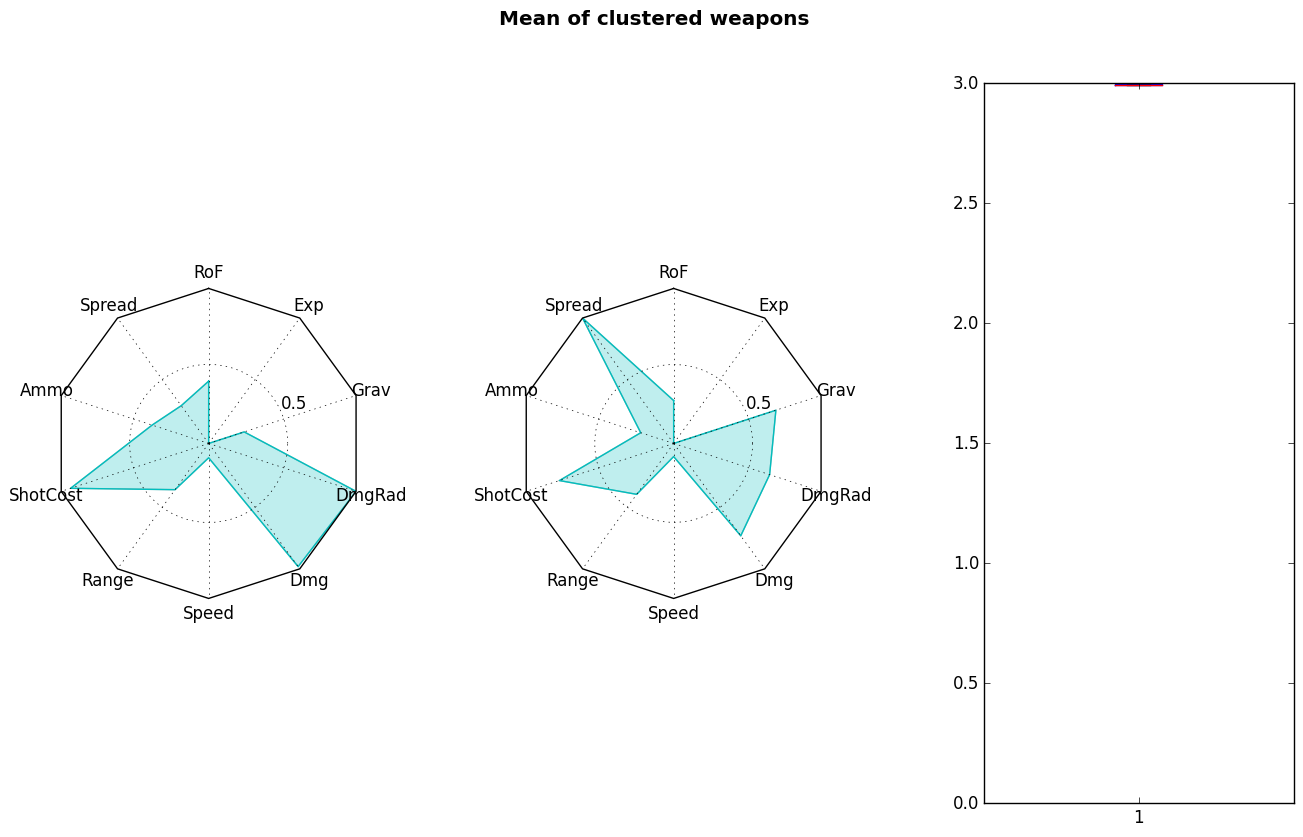 Mean of clustered weapons
RoF
Exp
Spread
Grav
Ammo
0.5
DmgRad
ShotCost
Dmg
Range
Speed
RoF
Exp
Spread
Grav
Ammo
0.5
DmgRad
ShotCost
Dmg
Range
Speed
3.0
2.5
2.0
1.5
1.0
0.5
0.0
1